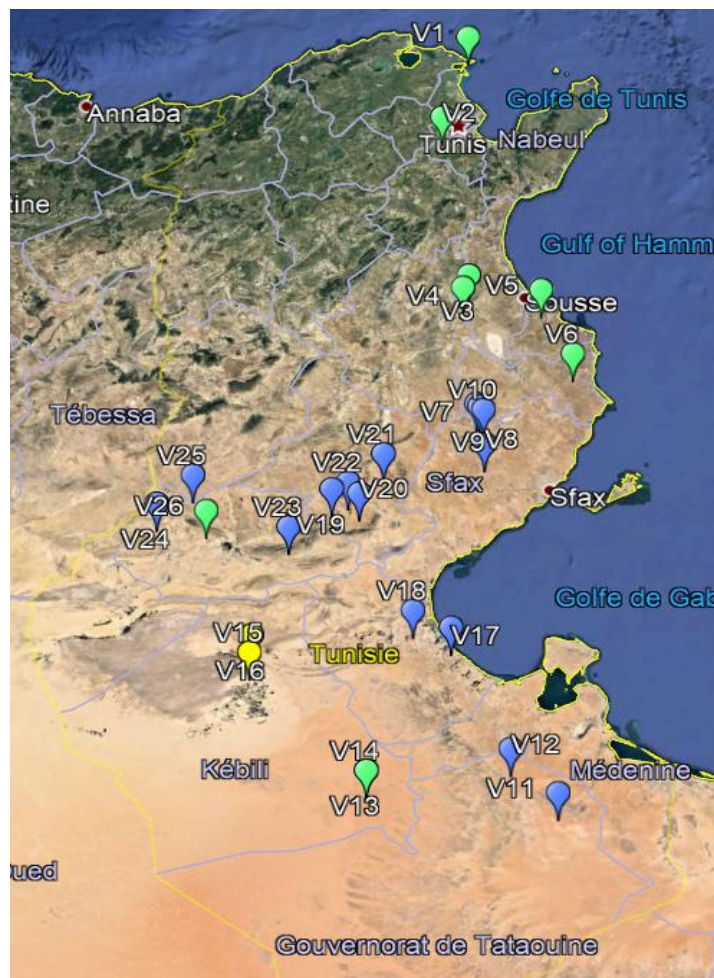 V1
Golfe de Tunis
Annaba
V2
Tunis
Nabeul
tine
Gulf of Hamm
V4
V3
V5
Sousse
V6
Tébessa
V10
V7
V9
V8
V21
V25
V22
V20
Sfax
V26
V23
V19
V24
Sfax
V18
Golfe de Gab
V15
V17
Tunisie
V16
V14
Kébili
V12
Médenine
V13
V11
ued
Gouvernorat de Tataouine